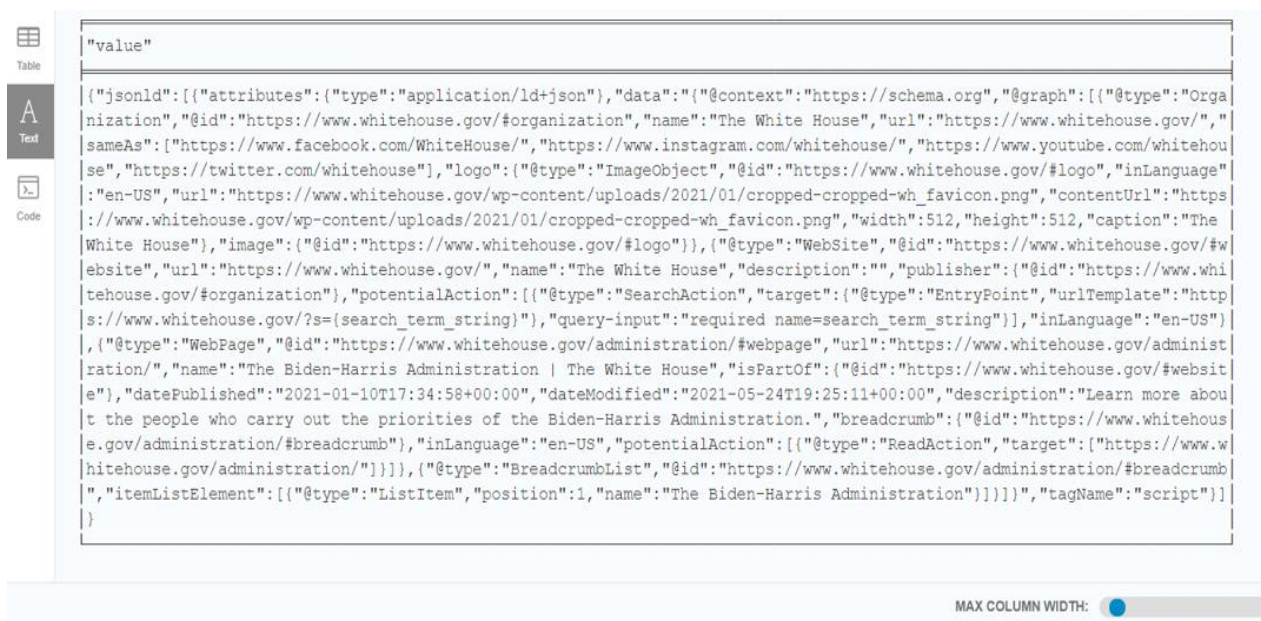 Table
Text
Code
"value"
{"jsonld":[{"attributes":{"type":"application/ld+json"},"data":"{"@context":"https://schema.org","@graph":[{"@type":"Orga
nization","@id":"https://www.whitehouse.gov/#organization","name":"The White House","url":"https://www.whitehouse.gov/","
sameAs":["https://www.facebook.com/WhiteHouse/","https://www.instagram.com/whitehouse/","https://www.youtube.com/whitehou
se","https://twitter.com/whitehouse"],"logo":{"@type":"ImageObject","@id":"https://www.whitehouse.gov/#logo","inLanguage"
:"en-US","url":"https://www.whitehouse.gov/wp-content/uploads/2021/01/cropped-cropped-wh_favicon.png","contentUrl":"https
://www.whitehouse.gov/wp-content/uploads/2021/01/cropped-cropped-wh_favicon.png","width":512,"height":512,"caption":"The
White House"},"image":{"@id":"https://www.whitehouse.gov/#logo"}},{"@type":"WebSite","@id":"https://www.whitehouse.gov/#w
ebsite","url":"https://www.whitehouse.gov/","name":"The White House","description":"","publisher":{"@id":"https://www.whi
tehouse.gov/#organization"},"potentialAction":[{"@type":"SearchAction","target":{"@type":"EntryPoint","urlTemplate":"http
s://www.whitehouse.gov/?s={search_term_string}"},"query-input":"required name=search_term_string"}],"inLanguage":"en-US"}
,{"@type":"WebPage","@id":"https://www.whitehouse.gov/administration/#webpage","url":"https://www.whitehouse.gov/administ
ration/","name":"The Biden-Harris Administration | The White House","isPartOf":{"@id":"https://www.whitehouse.gov/#websit
e"},"datePublished":"2021-01-10T17:34:58+00:00","dateModified":"2021-05-24T19:25:11+00:00","description":"Learn more abou
t the people who carry out the priorities of the Biden-Harris Administration.","breadcrumb":{"@id":"https://www.whitehous
e.gov/administration/#breadcrumb"},"inLanguage":"en-US","potentialAction":[{"@type":"ReadAction","target":["https://www.w
hitehouse.gov/administration/"]}]},{"@type":"BreadcrumbList","@id":"https://www.whitehouse.gov/administration/#breadcrumb
","itemListElement":[{"@type":"ListItem","position":1,"name":"The Biden-Harris Administration"}]}]}","tagName":"script"}]
}
MAX COLUMN WIDTH: